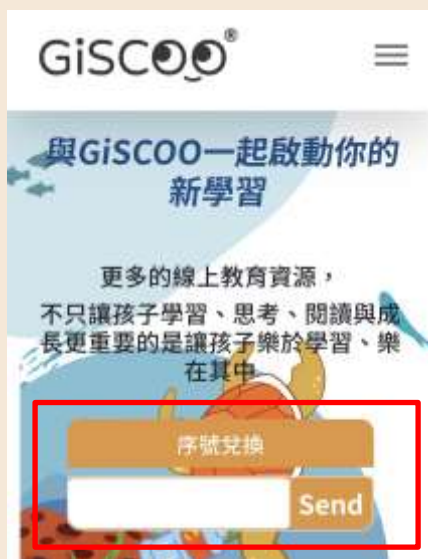 GiSCOO®
與GiSCOO一起啟動你的
新學習
更多的線上教育資源，
不只讓孩子學習、思考、閱讀與成
長更重要的是讓孩子樂於學習、樂
在其中
序號兌換
Send